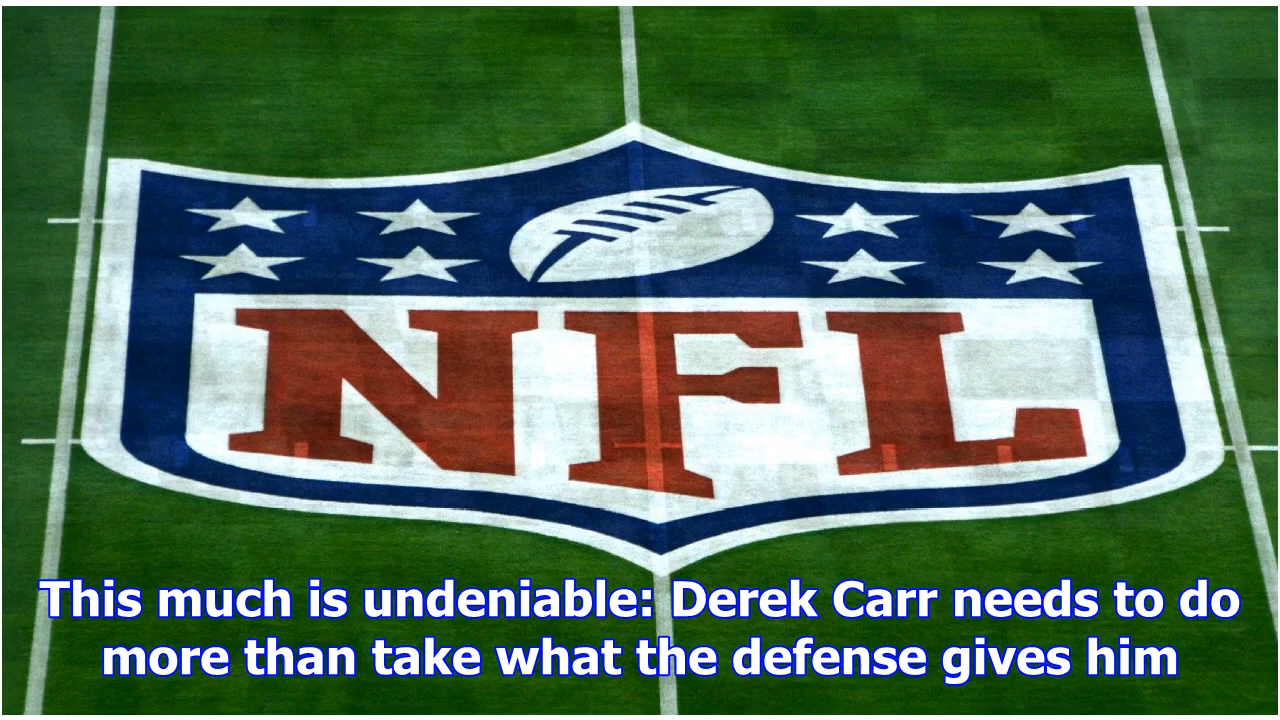 NFL
This much is undeniable: Derek Carr needs to do
more than take what the defense gives him